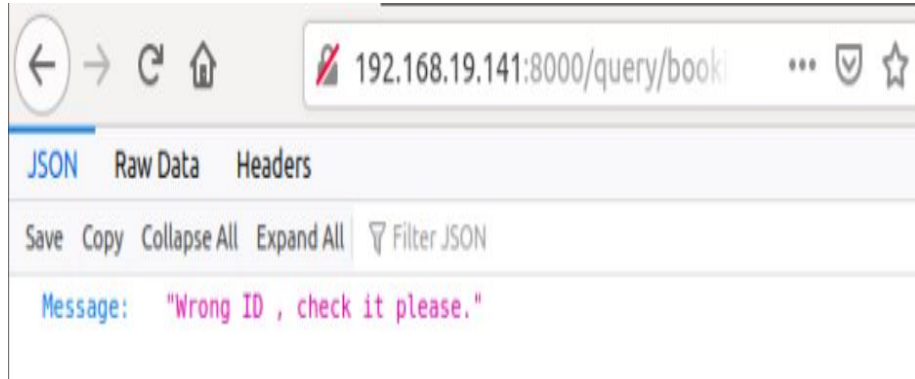 192.168.19.141:8000/query/book
JSON Raw Data Headers
Save Copy Collapse All Expand All Filter JSON
Message: "Wrong ID , check it please."